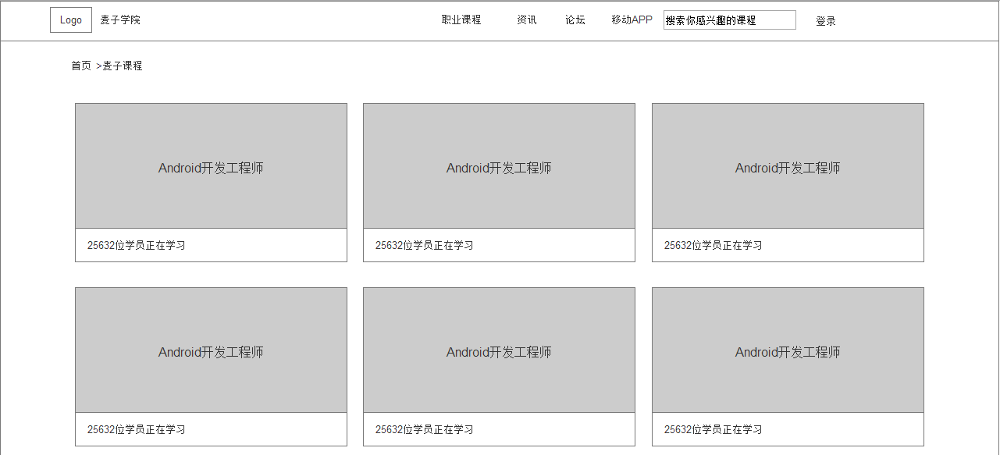 Logo 麦子学院 职业课程 资讯 论坛 移动APP 搜索你感兴趣的课程 登录
首页 >麦子课程
Android开发工程师 Android开发工程师 Android开发工程师
25632位学员正在学习 25632位学员正在学习 25632位学员正在学习
Android开发工程师 Android开发工程师 Android开发工程师
25632位学员正在学习 25632位学员正在学习 25632位学员正在学习